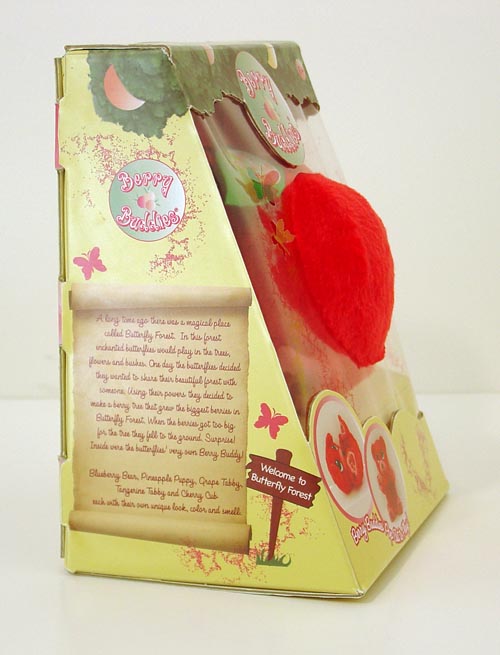 Berry
Buddies
Berry
Buddies®
A long time ago there was a magical place
called Butterfly Forest. In this forest
enchanted butterflies would play in the trees,
flowers and bushes. One day the butterflies decided
they wanted to share their beautiful forest with
someone. Using their powers they decided to
make a berry tree that grew the biggest berries in
Butterfly Forest. When the berries got too big
for the tree they fell to the ground. Surprise!
Inside were the butterflies' very own Berry Buddy!
Blueberry Bear, Pineapple Puppy, Grape Tabby,
Tangerine Tabby and Cherry Cub
each with their own unique look, color and smell.
Welcome to
Butterfly Forest
Berry Buddies